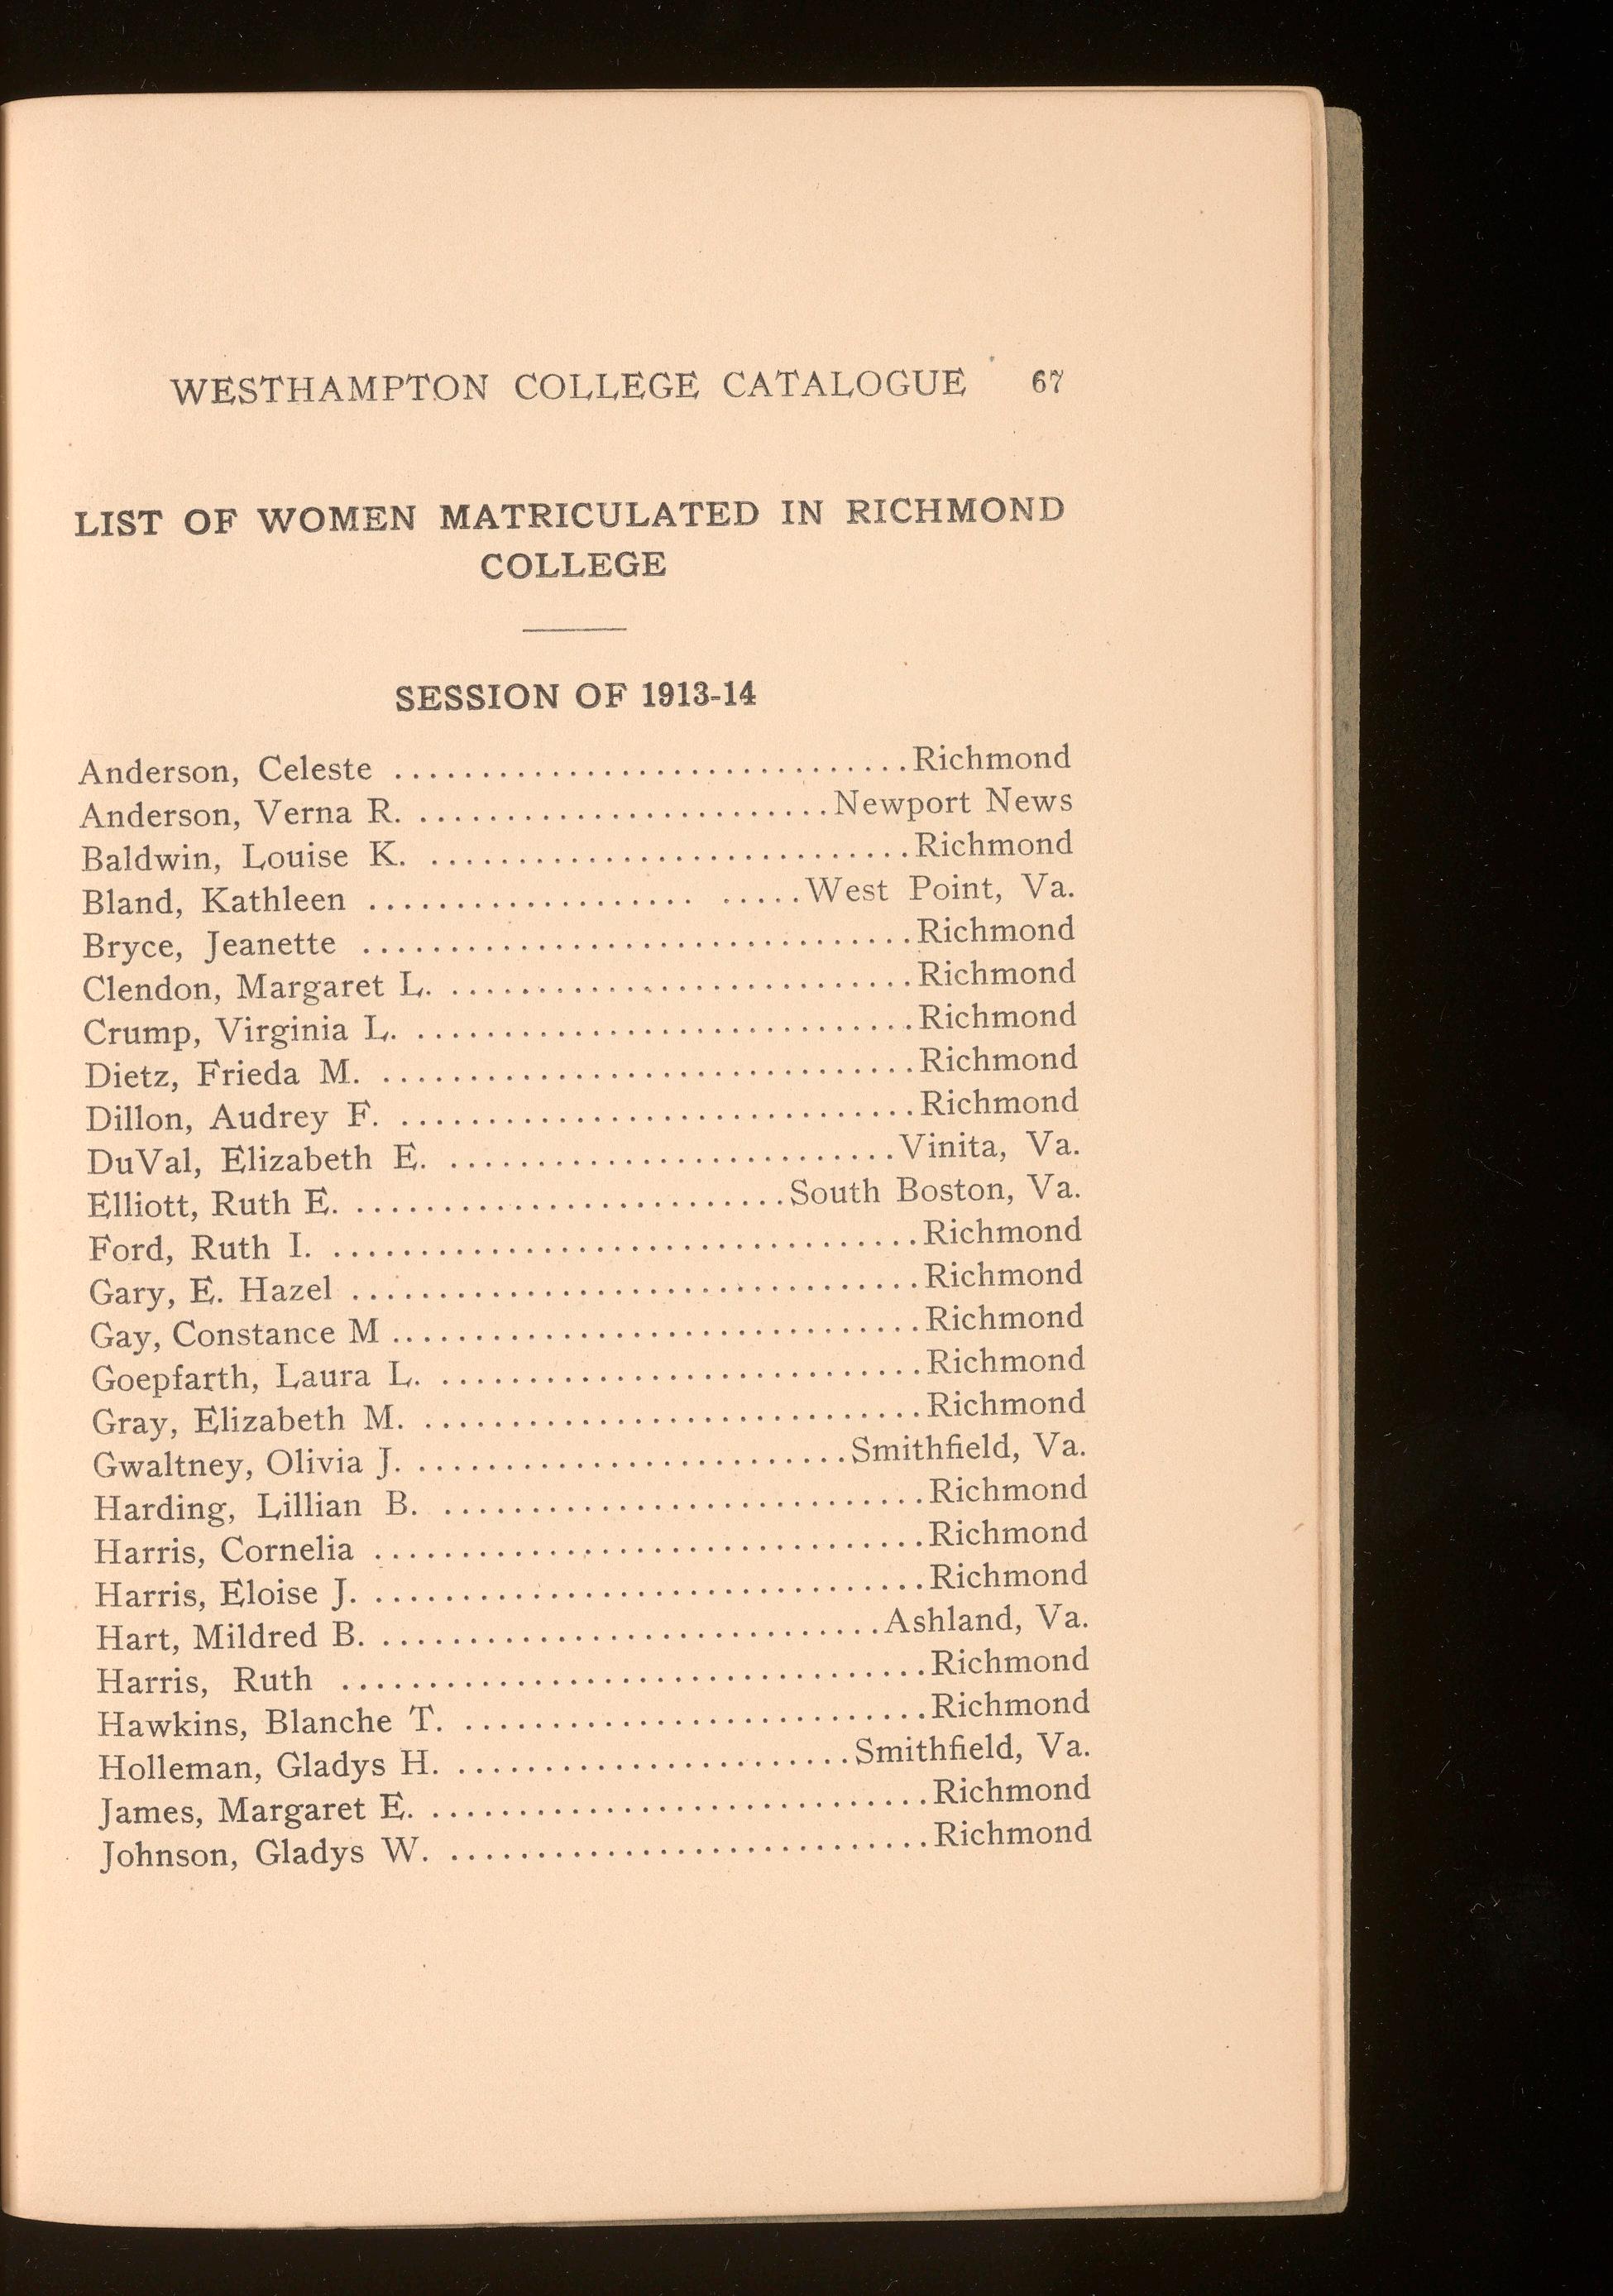 WESTHAMPTON COLLEGE CATALOGUE 67
LIST OF WOMEN MATRICULATED IN RICHMOND
COLLEGE
SESSION OF 1913-14
Anderson, Celeste ..............................Richmond
Anderson, Verna R. ........................Newport News
Baldwin, Louise K. ............................Richmond
Bland, Kathleen ................... .....West Point, Va.
Bryce, Jeanette ................................Richmond
Clendon, Margaret L. ...........................Richmond
Crump, Virginia L. .............................Richmond
Dietz, Frieda M. ...............................Richmond
Dillon, Audrey F. ..............................Richmond
DuVal, Elizabeth E. ..........................Vinita, Va.
Elliott, Ruth E. .........................South Boston, Va.
Ford, Ruth I. ..................................Richmond
Gary, E. Hazel .................................Richmond
Gay, Constance M ...............................Richmond
Goepfarth, Laura L. ............................Richmond
Gray, Elizabeth M. .............................Richmond
Gwaltney, Olivia J. .........................Smithfield, Va.
Harding, Lillian B. ............................Richmond
Harris, Cornelia ................................Richmond
Harris, Eloise J. ................................Richmond
Hart, Mildred B. .............................Ashland, Va.
Harris, Ruth ..................................Richmond
Hawkins, Blanche T. ...........................Richmond
Holleman, Gladys H. .......................Smithfield, Va.
James, Margaret E. .............................Richmond
Johnson, Gladys W. ............................Richmond